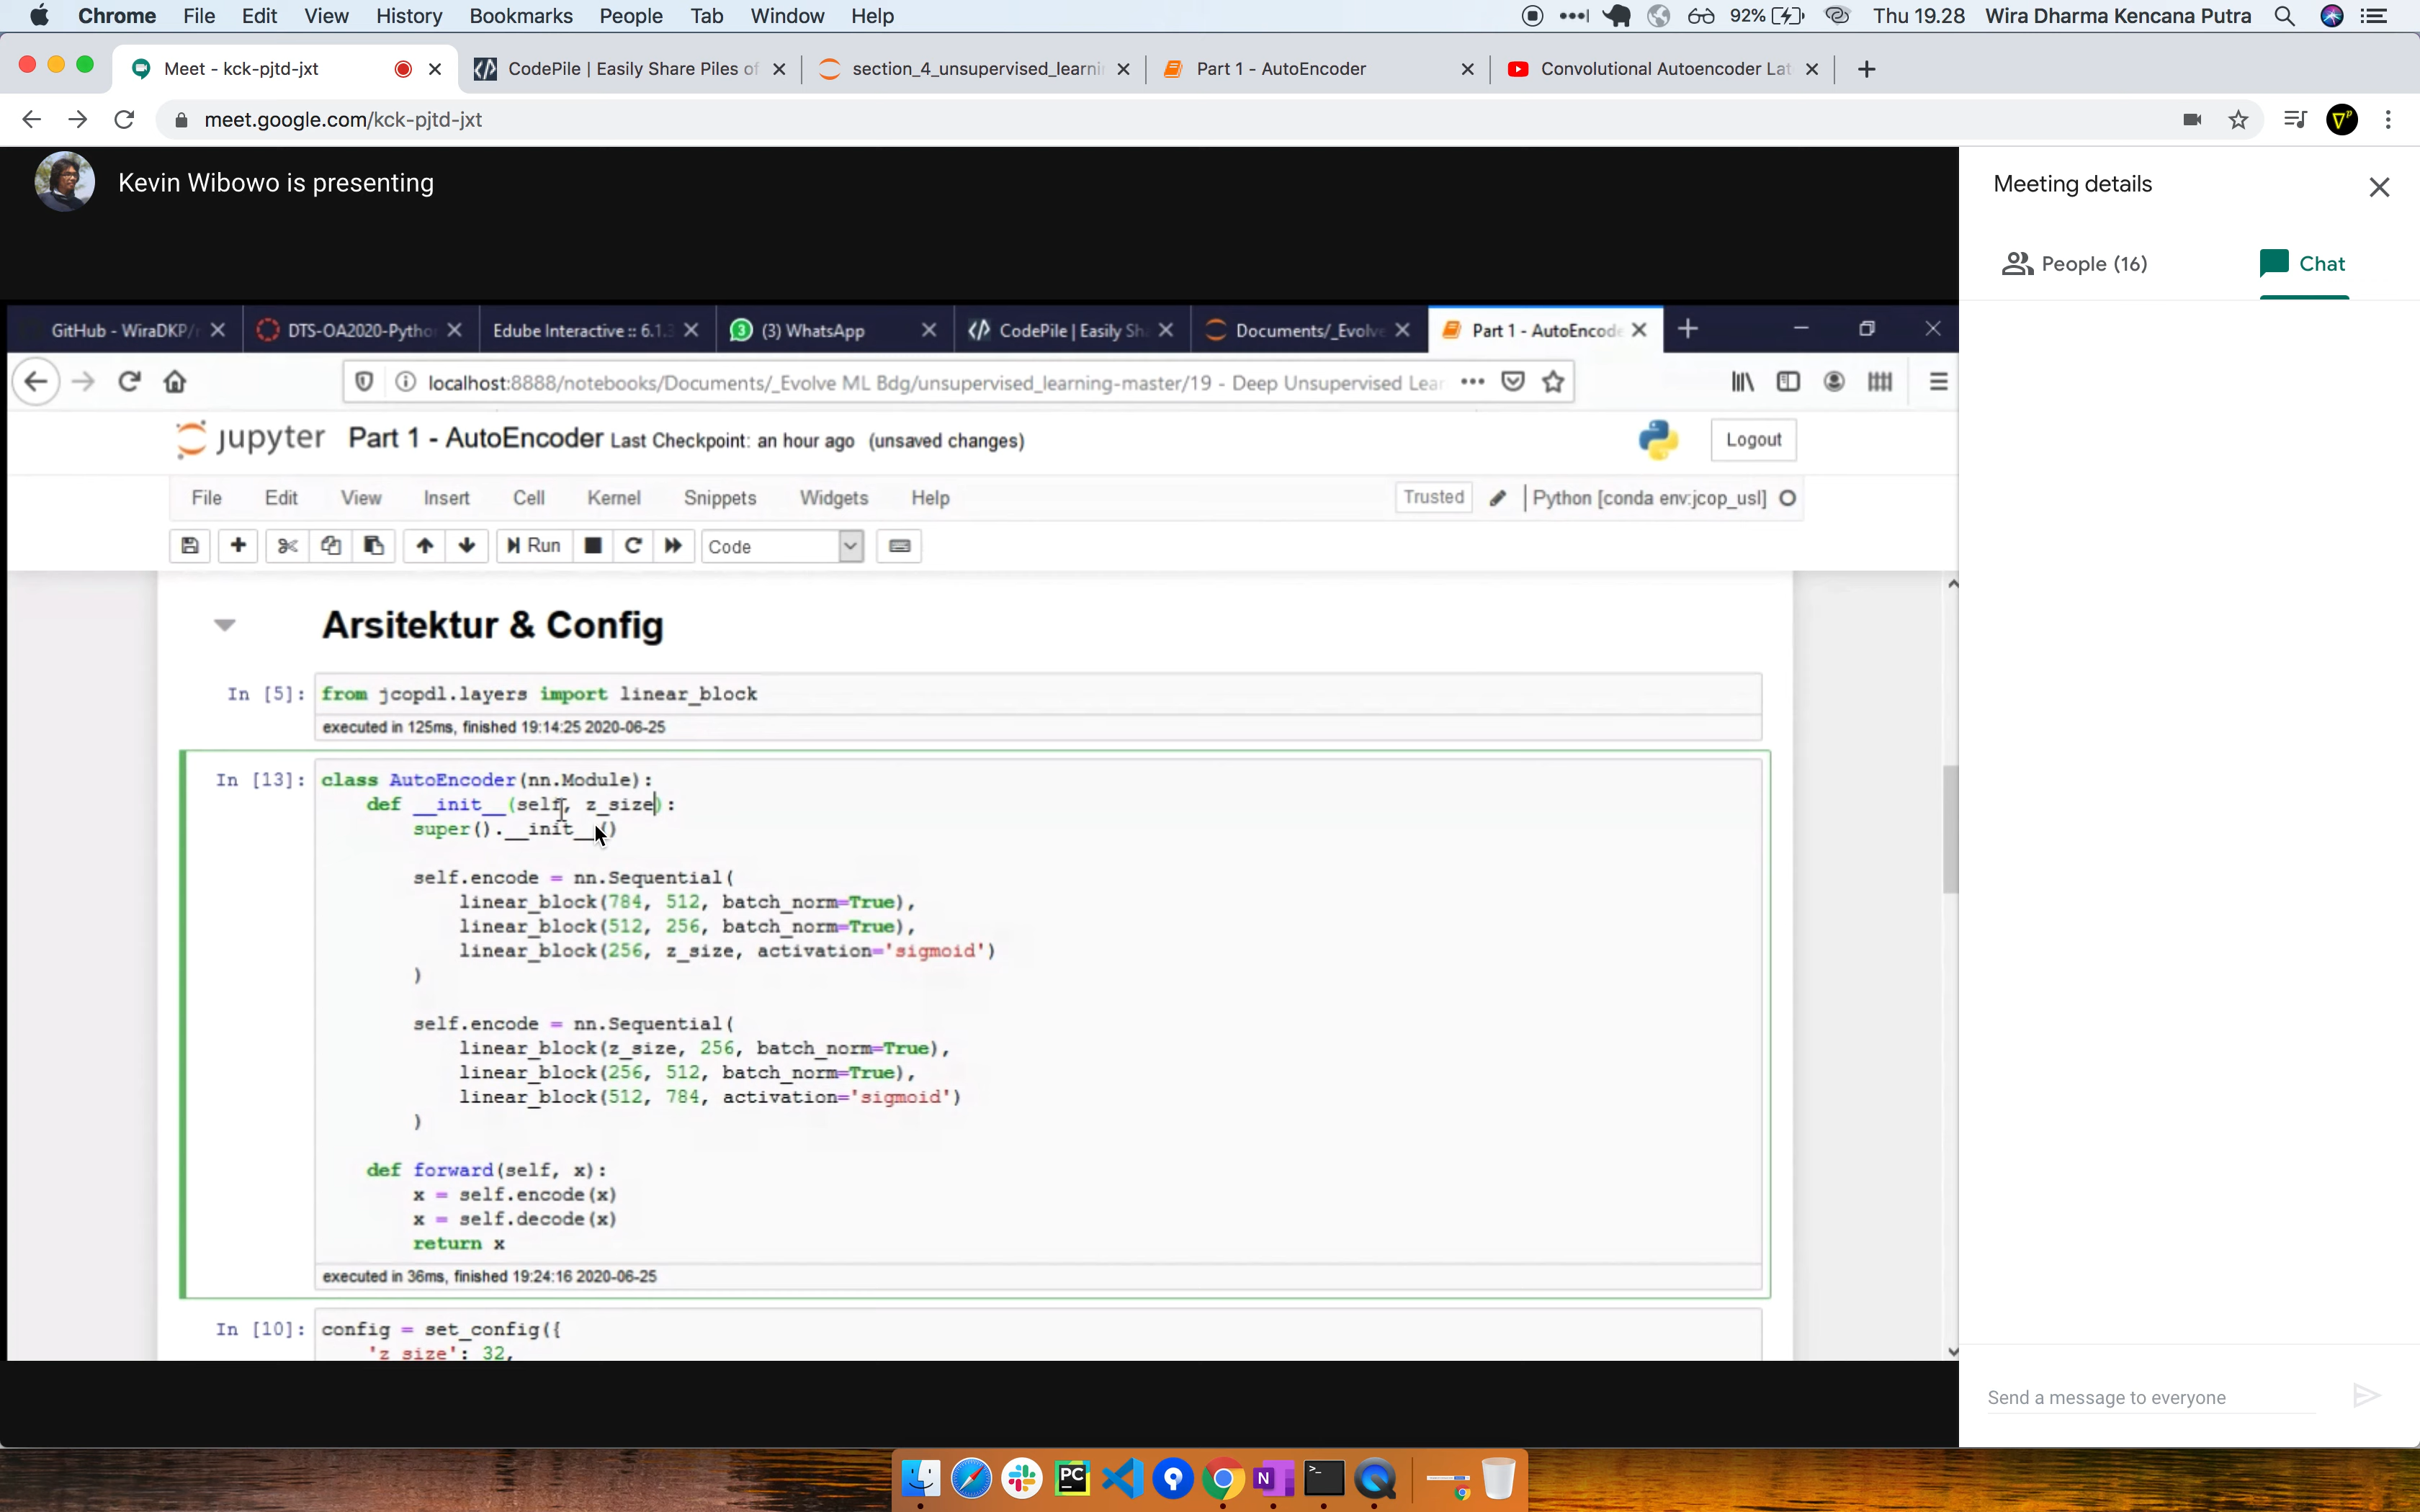 Chrome File Edit View History Bookmarks People Tab Window Help 92% Thu 19.28 Wira Dharma Kencana Putra
Meet - kck-pjtd-jxt
CodePile | Easily Share Piles of
section_4_unsupervised_learni
Part 1 - AutoEncoder
Convolutional Autoencoder Lat
meet.google.com/kck-pjtd-jxt
Kevin Wibowo is presenting
Meeting details
People (16)
Chat
GitHub - WiraDKP/
DTS-OA2020-Pytho
Edube Interactive :: 6.1.3
(3) WhatsApp
CodePile | Easily Sh
Documents/_Evolve
Part 1 - AutoEncode
localhost:8888/notebooks/Documents/_Evolve ML Bdg/unsupervised_learning-master/19 - Deep Unsupervised Lear
jupyter Part 1 - AutoEncoder Last Checkpoint: an hour ago (unsaved changes)
Logout
File Edit View Insert Cell Kernel Snippets Widgets Help
Trusted Python [conda env:jcop_usl]
Run Code
Arsitektur & Config
In [5]: from jcopdl.layers import linear_block
executed in 125ms, finished 19:14:25 2020-06-25
In [13]: class AutoEncoder(nn.Module):
def __init__(self, z_size):
super().__init__()
self.encode = nn.Sequential(
linear_block(784, 512, batch_norm=True),
linear_block(512, 256, batch_norm=True),
linear_block(256, z_size, activation='sigmoid')
)
self.encode = nn.Sequential(
linear_block(z_size, 256, batch_norm=True),
linear_block(256, 512, batch_norm=True),
linear_block(512, 784, activation='sigmoid')
)
def forward(self, x):
x = self.encode(x)
x = self.decode(x)
return x
executed in 36ms, finished 19:24:16 2020-06-25
In [10]: config = set_config({
'z_size': 32,
Send a message to everyone